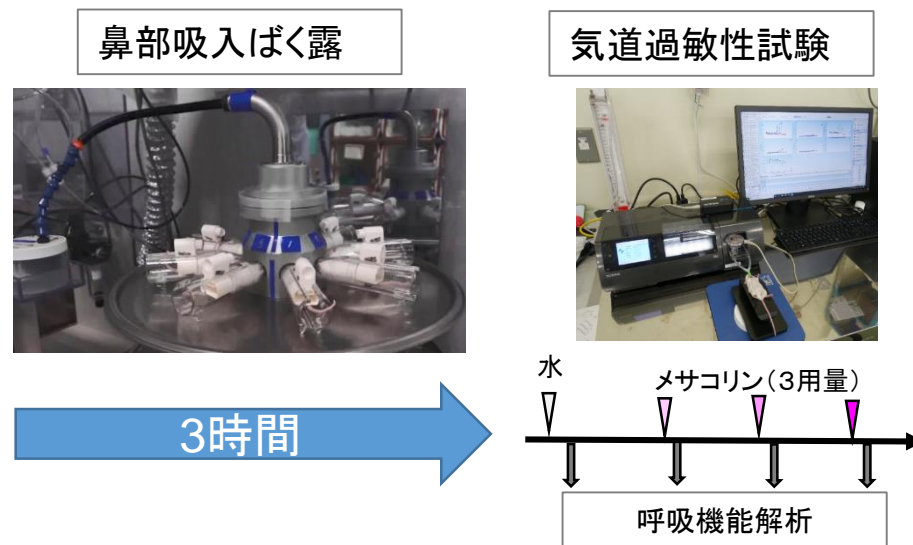 鼻部吸入ばく露
気道過敏性試験
3時間
水
メサコリン（３用量）
呼吸機能解析